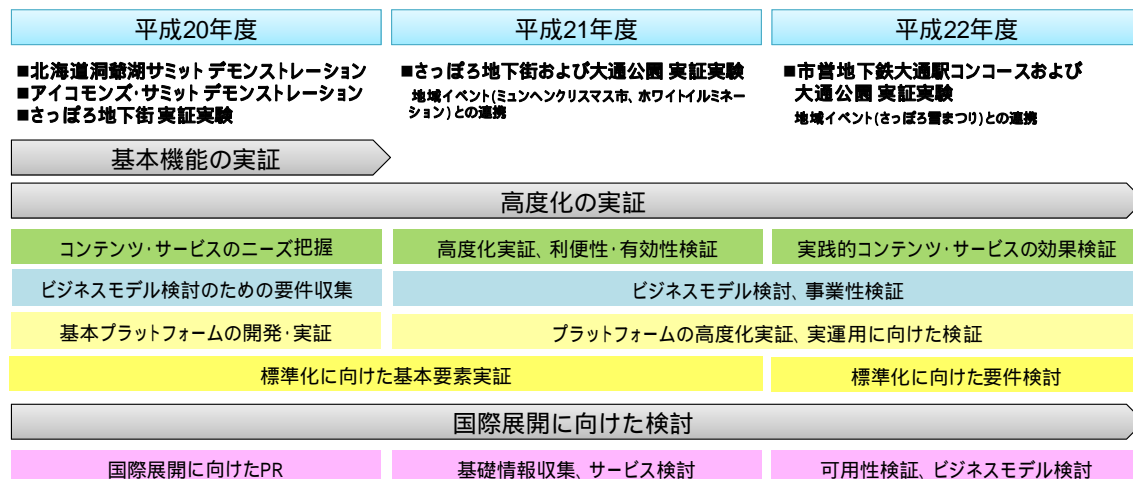 平成20年度
平成21年度
平成22年度
■北海道洞爺湖サミット デモンストレーション
■アイコモンズ・サミット デモンストレーション
■さっぽろ地下街 実証実験
■さっぽろ地下街および大通公園 実証実験
地域イベント(ミュンヘンクリスマス市、ホワイトイルミネー
ション)との連携
■市営地下鉄大通駅コンコースおよび
大通公園 実証実験
地域イベント(さっぽろ雪まつり)との連携
基本機能の実証
高度化の実証
コンテンツ・サービスのニーズ把握
高度化実証、利便性・有効性検証
実践的コンテンツ・サービスの効果検証
ビジネスモデル検討のための要件収集
ビジネスモデル検討、事業性検証
基本プラットフォームの開発・実証
プラットフォームの高度化実証、実運用に向けた検証
標準化に向けた基本要素実証
標準化に向けた要件検討
国際展開に向けた検討
国際展開に向けたPR
基礎情報収集、サービス検討
可用性検証、ビジネスモデル検討